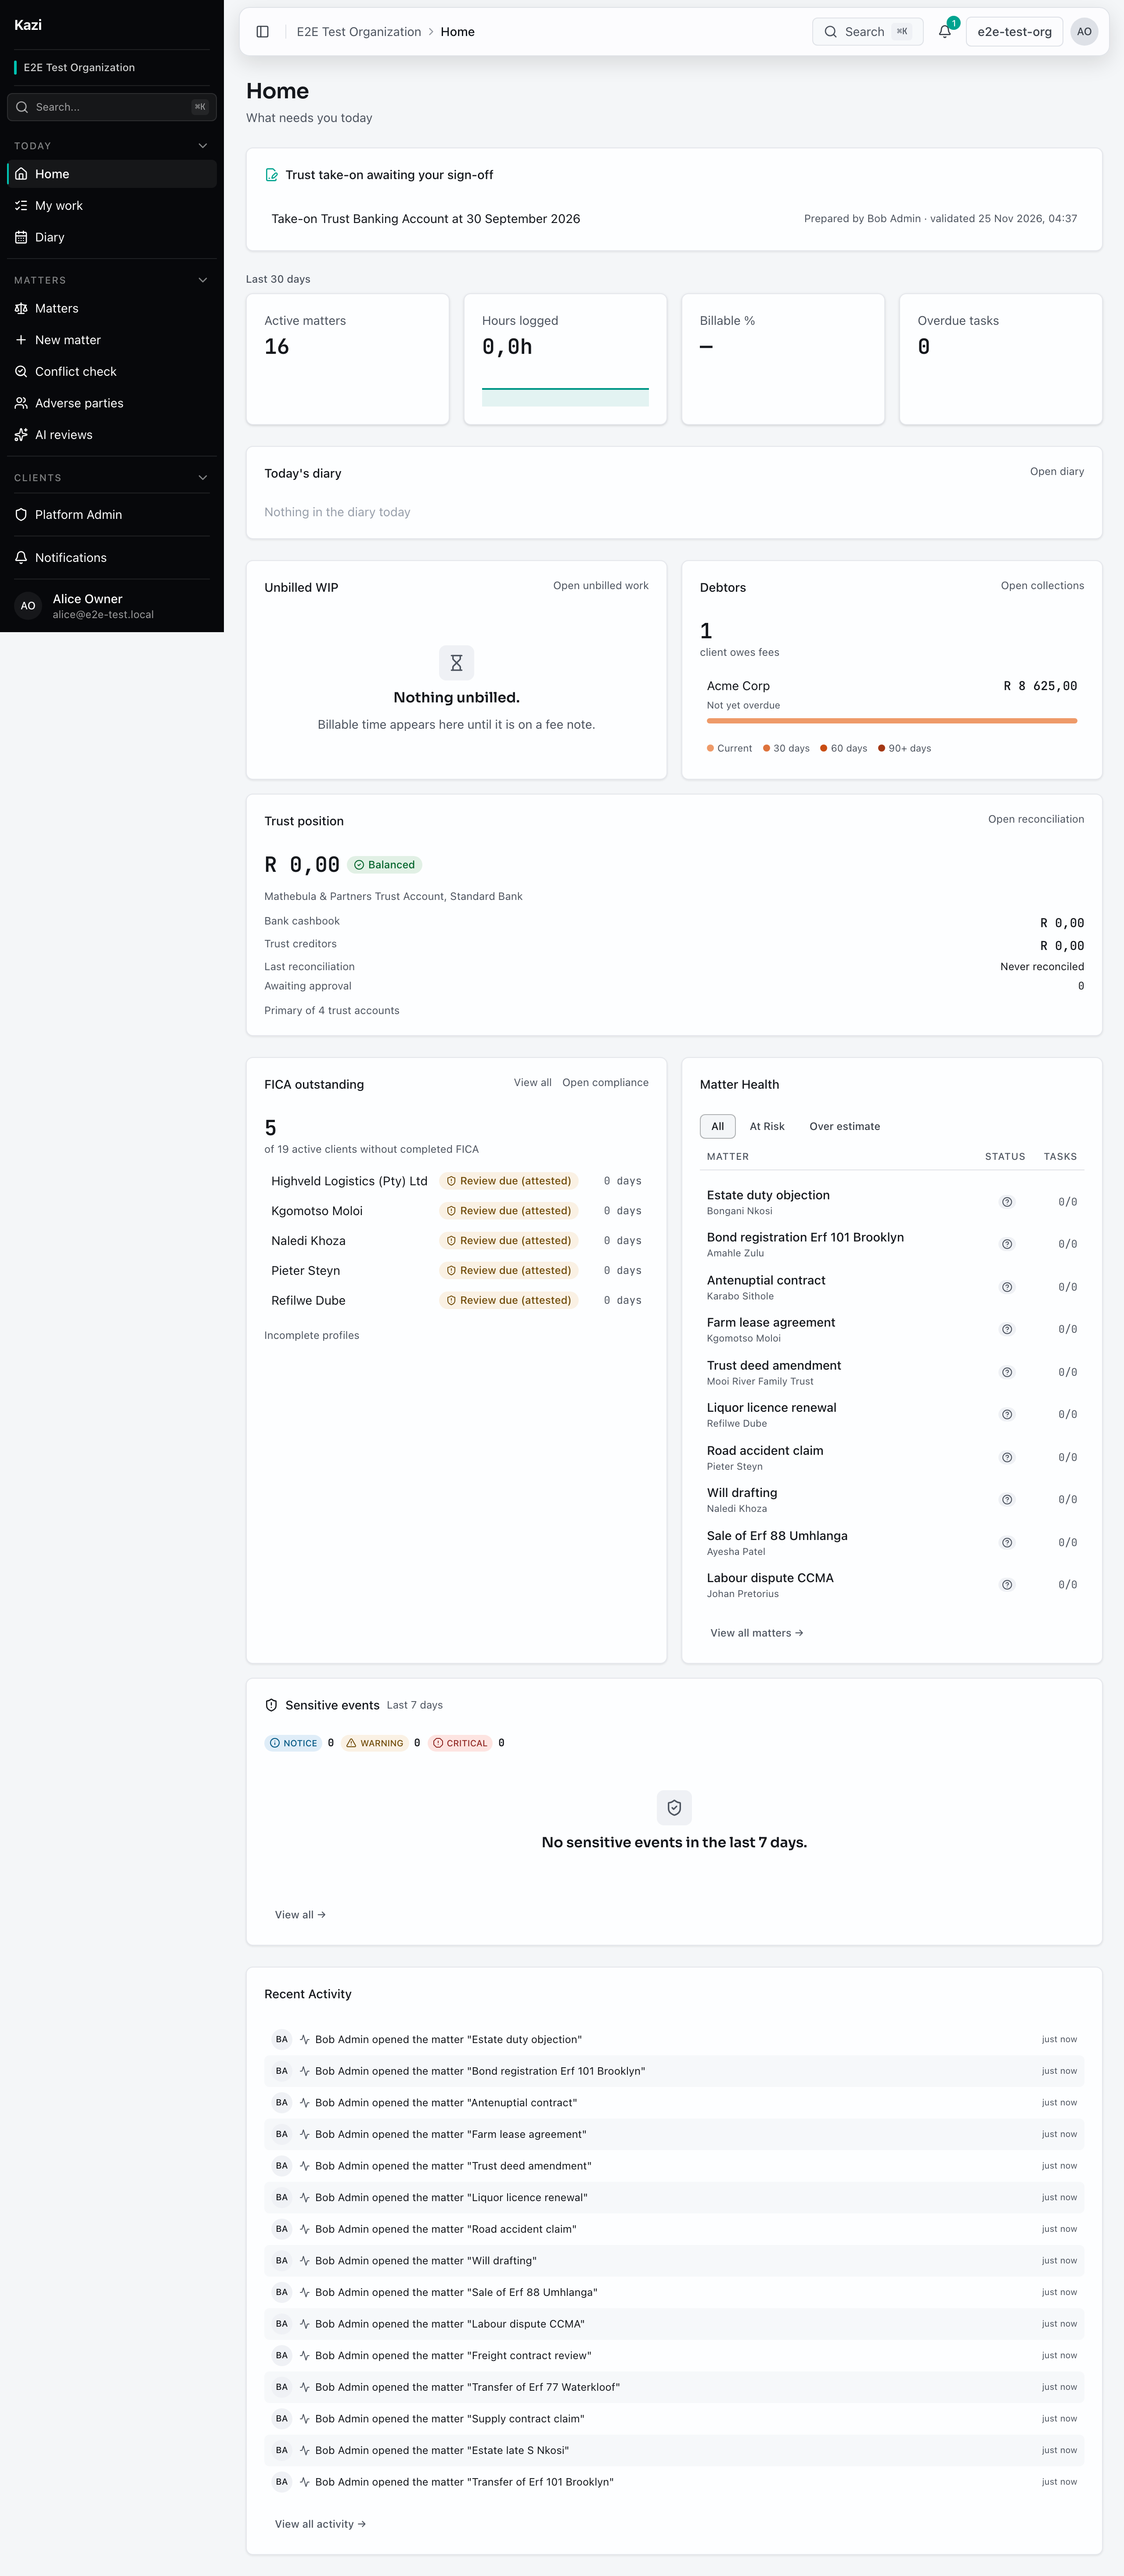 Kazi
E2E Test Organization
Search... ⌘K
TODAY
Home
My work
Diary
MATTERS
Matters
New matter
Conflict check
Adverse parties
AI reviews
CLIENTS
Platform Admin
Notifications
AO
Alice Owner
alice@e2e-test.local
E2E Test Organization > Home
Search ⌘K
1
e2e-test-org
AO
Home
What needs you today
Trust take-on awaiting your sign-off
Take-on Trust Banking Account at 30 September 2026
Prepared by Bob Admin · validated 25 Nov 2026, 04:37
Last 30 days
Active matters
16
Hours logged
0,0h
Billable %
—
Overdue tasks
0
Today's diary
Open diary
Nothing in the diary today
Unbilled WIP
Open unbilled work
Nothing unbilled.
Billable time appears here until it is on a fee note.
Debtors
Open collections
1
client owes fees
Acme Corp R 8 625,00
Not yet overdue
Current 30 days 60 days 90+ days
Trust position
Open reconciliation
R 0,00 Balanced
Mathebula & Partners Trust Account, Standard Bank
Bank cashbook R 0,00
Trust creditors R 0,00
Last reconciliation Never reconciled
Awaiting approval 0
Primary of 4 trust accounts
FICA outstanding
View all Open compliance
5
of 19 active clients without completed FICA
Highveld Logistics (Pty) Ltd Review due (attested) 0 days
Kgomotso Moloi Review due (attested) 0 days
Naledi Khoza Review due (attested) 0 days
Pieter Steyn Review due (attested) 0 days
Refilwe Dube Review due (attested) 0 days
Incomplete profiles
Matter Health
All At Risk Over estimate
MATTER STATUS TASKS
Estate duty objection 0/0
Bongani Nkosi
Bond registration Erf 101 Brooklyn 0/0
Amahle Zulu
Antenuptial contract 0/0
Karabo Sithole
Farm lease agreement 0/0
Kgomotso Moloi
Trust deed amendment 0/0
Mooi River Family Trust
Liquor licence renewal 0/0
Refilwe Dube
Road accident claim 0/0
Pieter Steyn
Will drafting 0/0
Naledi Khoza
Sale of Erf 88 Umhlanga 0/0
Ayesha Patel
Labour dispute CCMA 0/0
Johan Pretorius
View all matters →
Sensitive events Last 7 days
NOTICE 0 WARNING 0 CRITICAL 0
No sensitive events in the last 7 days.
View all →
Recent Activity
BA Bob Admin opened the matter "Estate duty objection" just now
BA Bob Admin opened the matter "Bond registration Erf 101 Brooklyn" just now
BA Bob Admin opened the matter "Antenuptial contract" just now
BA Bob Admin opened the matter "Farm lease agreement" just now
BA Bob Admin opened the matter "Trust deed amendment" just now
BA Bob Admin opened the matter "Liquor licence renewal" just now
BA Bob Admin opened the matter "Road accident claim" just now
BA Bob Admin opened the matter "Will drafting" just now
BA Bob Admin opened the matter "Sale of Erf 88 Umhlanga" just now
BA Bob Admin opened the matter "Labour dispute CCMA" just now
BA Bob Admin opened the matter "Freight contract review" just now
BA Bob Admin opened the matter "Transfer of Erf 77 Waterkloof" just now
BA Bob Admin opened the matter "Supply contract claim" just now
BA Bob Admin opened the matter "Estate late S Nkosi" just now
BA Bob Admin opened the matter "Transfer of Erf 101 Brooklyn" just now
View all activity →